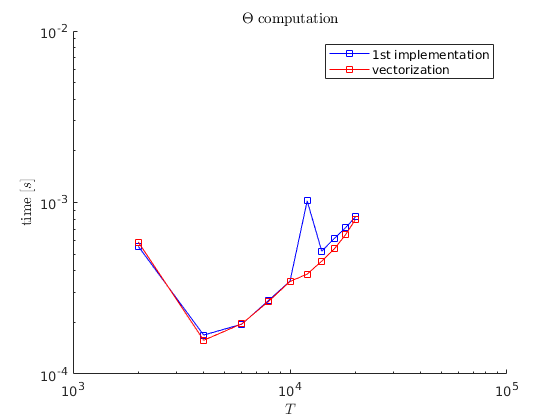 Θ computation
10^-2
1st implementation
vectorization
time [s]
10^-3
10^-4
10^3
10^4
10^5
T